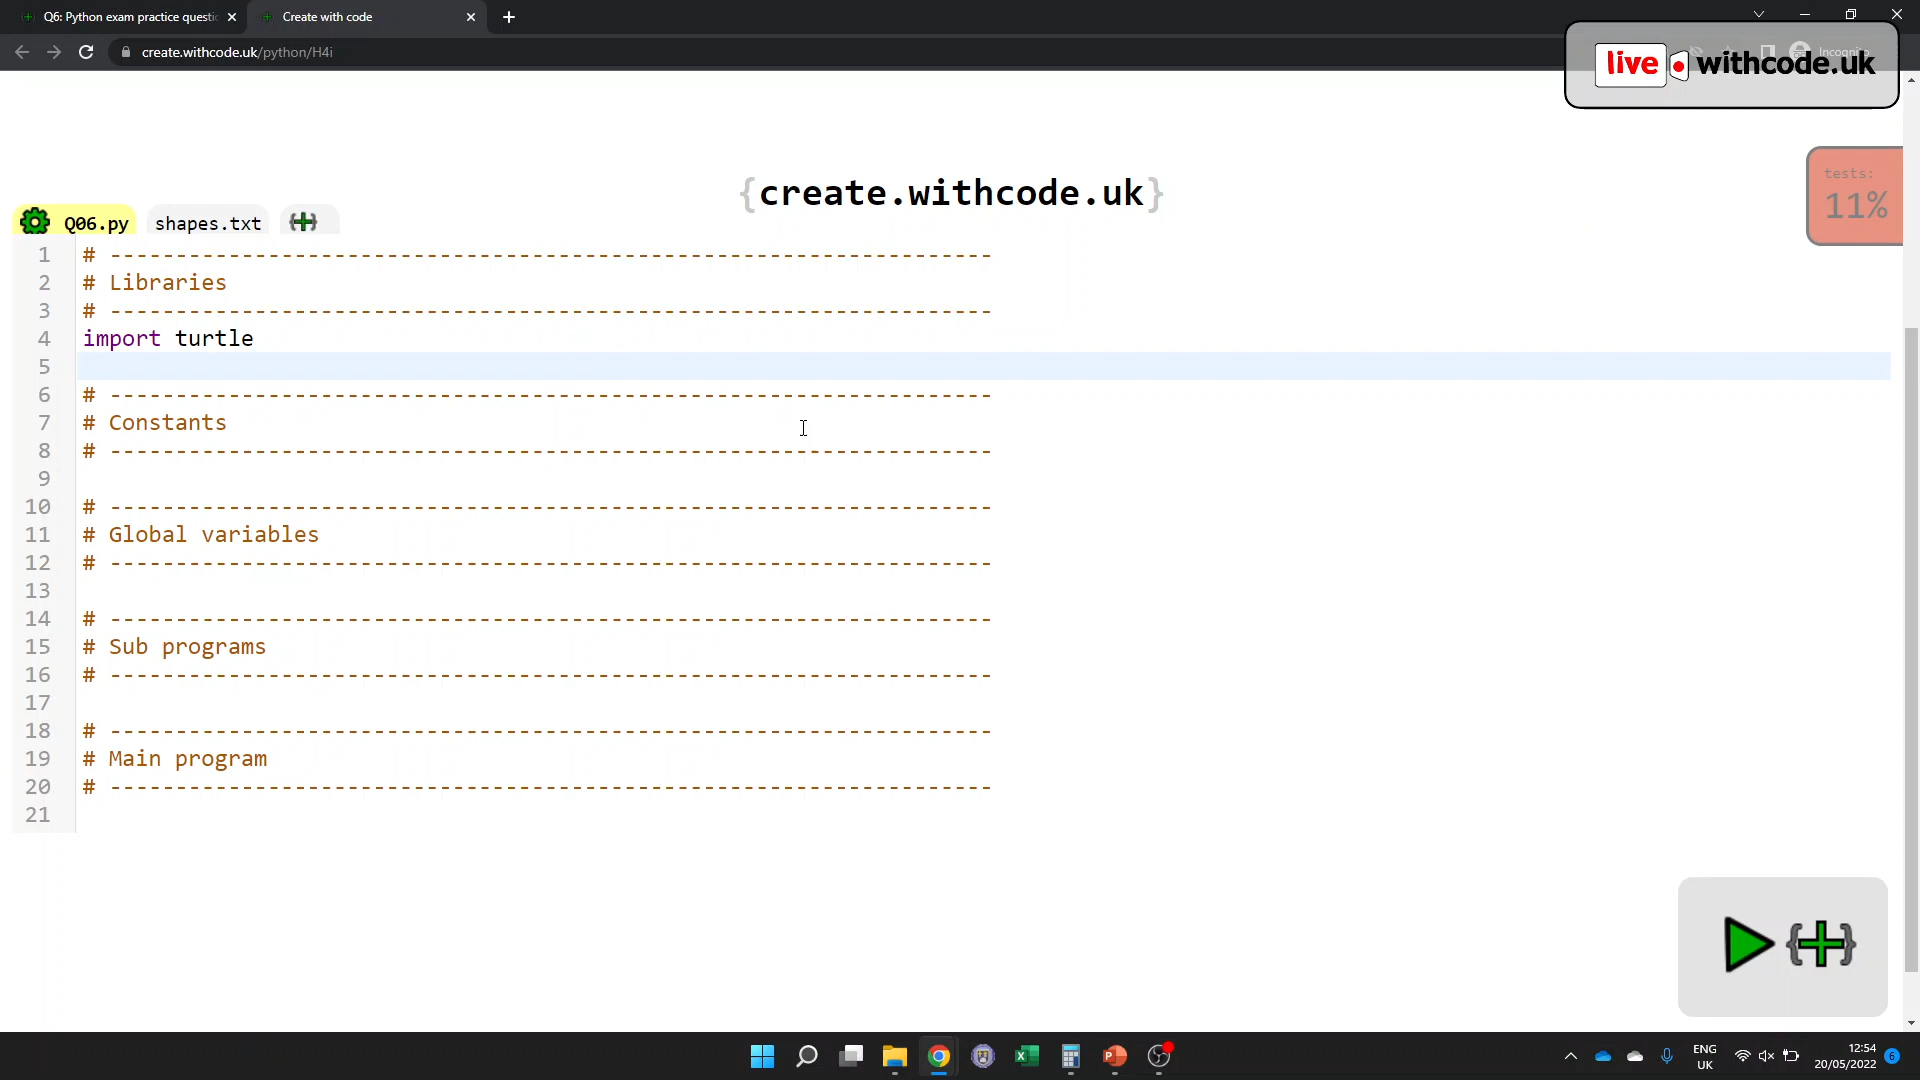 Q6: Python exam practice questi
Create with code
create.withcode.uk/python/H4i
Incognito
live withcode.uk
tests:
11%
{create.withcode.uk}
Q06.py shapes.txt {+}
1 # -------------------------------------------------------------------
2 # Libraries
3 # -------------------------------------------------------------------
4 import turtle
5
6 # -------------------------------------------------------------------
7 # Constants
8 # -------------------------------------------------------------------
9
10 # -------------------------------------------------------------------
11 # Global variables
12 # -------------------------------------------------------------------
13
14 # -------------------------------------------------------------------
15 # Sub programs
16 # -------------------------------------------------------------------
17
18 # -------------------------------------------------------------------
19 # Main program
20 # -------------------------------------------------------------------
21
{+}
ENG
UK
12:54
20/05/2022
6